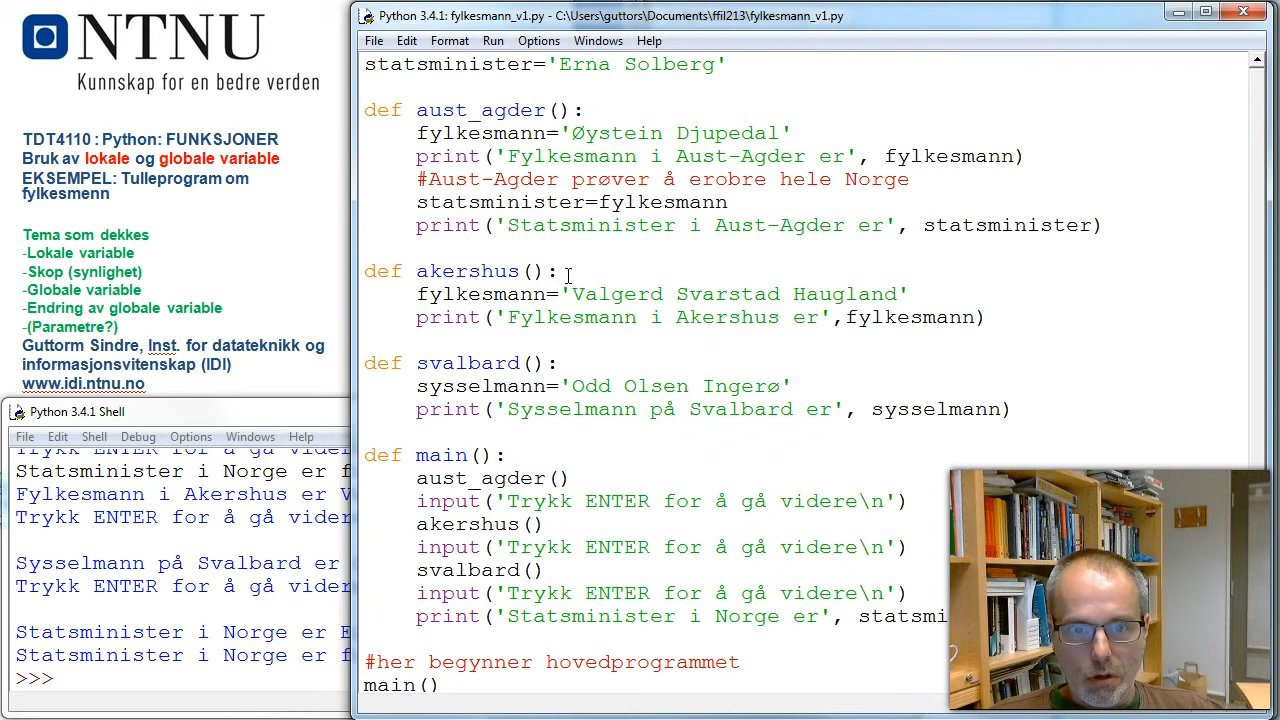 NTNU
Kunnskap for en bedre verden
TDT4110 : Python: FUNKSJONER
Bruk av lokale og globale variable
EKSEMPEL: Tulleprogram om
fylkesmenn
Tema som dekkes
-Lokale variable
-Skop (synlighet)
-Globale variable
-Endring av globale variable
-(Parametre?)
Guttorm Sindre, Inst. for datateknikk og
informasjonsvitenskap (IDI)
www.idi.ntnu.no
Python 3.4.1 Shell
File Edit Shell Debug Options Windows Help
Trykk ENTER for å gå vider
Statsminister i Norge er f
Fylkesmann i Akershus er V
Trykk ENTER for å gå vider
Sysselmann på Svalbard er
Trykk ENTER for å gå vider
Statsminister i Norge er E
Statsminister i Norge er f
>>>
Python 3.4.1: fylkesmann_v1.py - C:\Users\guttors\Documents\ffil213\fylkesmann_v1.py
File Edit Format Run Options Windows Help
statsminister='Erna Solberg'
def aust_agder():
    fylkesmann='Øystein Djupedal'
    print('Fylkesmann i Aust-Agder er', fylkesmann)
    #Aust-Agder prøver å erobre hele Norge
    statsminister=fylkesmann
    print('Statsminister i Aust-Agder er', statsminister)
def akershus():
    fylkesmann='Valgerd Svarstad Haugland'
    print('Fylkesmann i Akershus er',fylkesmann)
def svalbard():
    sysselmann='Odd Olsen Ingerø'
    print('Sysselmann på Svalbard er', sysselmann)
def main():
    aust_agder()
    input('Trykk ENTER for å gå videre\n')
    akershus()
    input('Trykk ENTER for å gå videre\n')
    svalbard()
    input('Trykk ENTER for å gå videre\n')
    print('Statsminister i Norge er', statsmi
#her begynner hovedprogrammet
main()